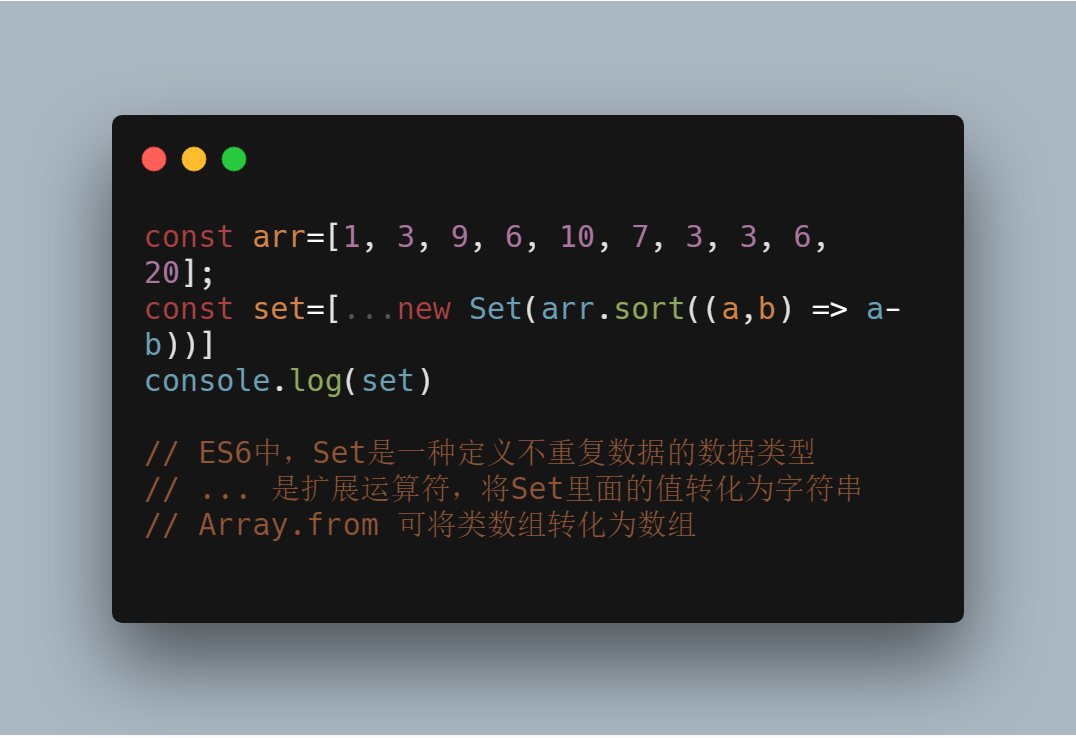 const arr=[1, 3, 9, 6, 10, 7, 3, 3, 6,
20];
const set=[...new Set(arr.sort((a,b) => a-
b))]
console.log(set)
// ES6中，Set是一种定义不重复数据的数据类型
// ... 是扩展运算符，将Set里面的值转化为字符串
// Array.from 可将类数组转化为数组